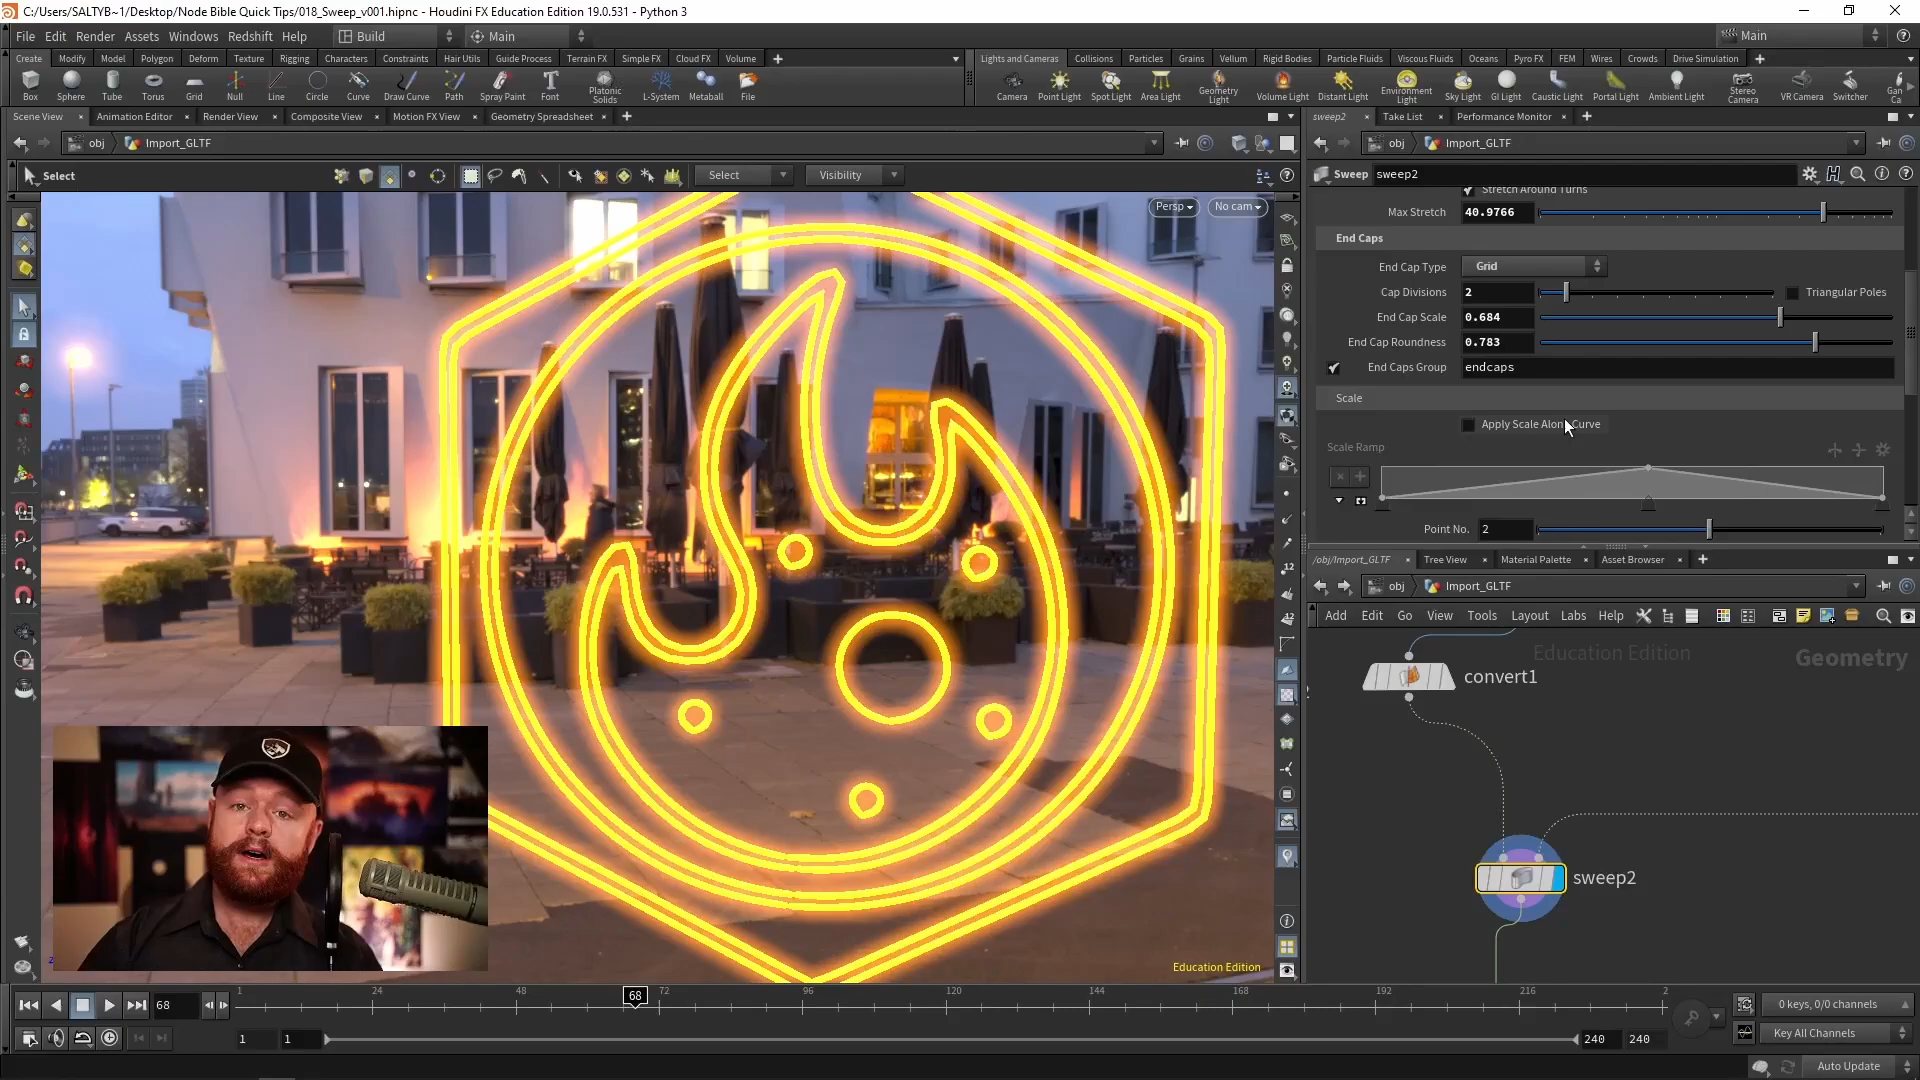 C:/Users/SALTYB~1/Desktop/Node Bible Quick Tips/018_Sweep_v001.hipnc - Houdini FX Education Edition 19.0.531 - Python 3
File Edit Render Assets Windows Redshift Help Build Main Main
Create Modify Model Polygon Deform Texture Rigging Characters Constraints Hair Utils Guide Process Terrain FX Simple FX Cloud FX Volume
Lights and Cameras Collisions Particles Grains Vellum Rigid Bodies Particle Fluids Viscous Fluids Oceans Pyro FX FEM Wires Crowds Drive Simulation
Box Sphere Tube Torus Grid Null Line Circle Curve Draw Curve Path Spray Paint Font Platonic Solids L-System Metaball File
Camera Point Light Spot Light Area Light Geometry Light Volume Light Distant Light Environment Light Sky Light GI Light Caustic Light Portal Light Ambient Light Stereo Camera VR Camera Switcher Gan Ca
Scene View Animation Editor Render View Composite View Motion FX View Geometry Spreadsheet
sweep2 Take List Performance Monitor
obj Import_GLTF
obj Import_GLTF
Select Select Visibility
Sweep sweep2
Persp No cam
Stretch Around Turns
Max Stretch 40.9766
End Caps
End Cap Type Grid
Cap Divisions 2 Triangular Poles
End Cap Scale 0.684
End Cap Roundness 0.783
End Caps Group endcaps
Scale
Apply Scale Along Curve
Scale Ramp
Point No. 2
/obj/Import_GLTF Tree View Material Palette Asset Browser
obj Import_GLTF
Add Edit Go View Tools Layout Labs Help
Education Edition Geometry
convert1
sweep2
Education Edition
68 1 24 48 68 72 96 120 144 168 192 216 2
0 keys, 0/0 channels
1 1 240 240 Key All Channels
Auto Update